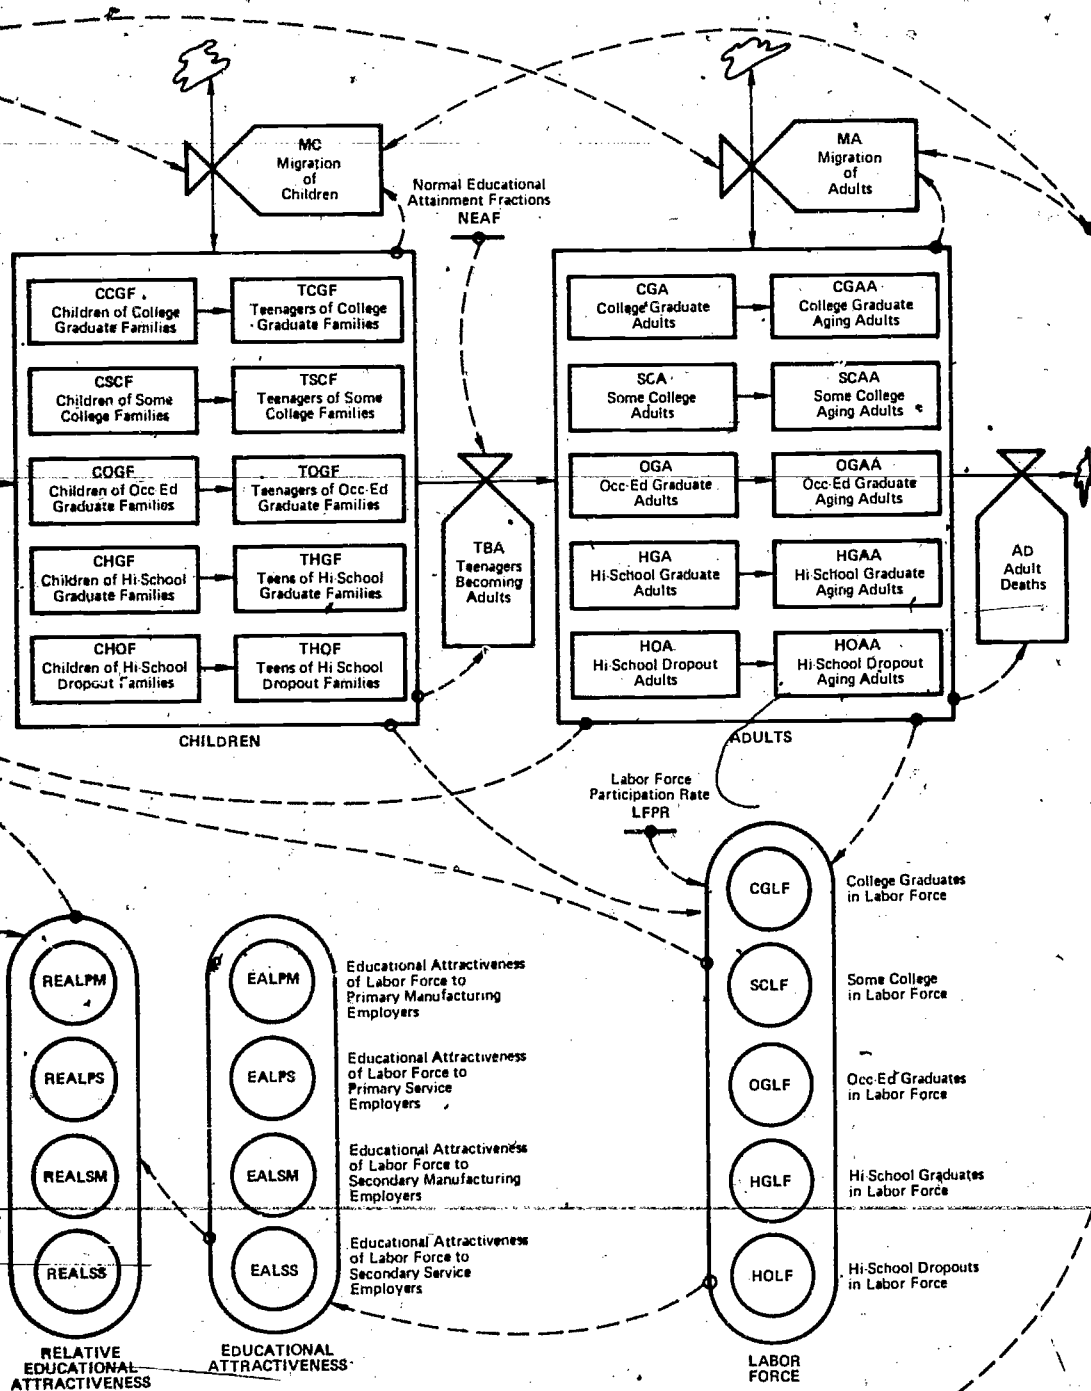 MC
Migration
of
Children
MA
Migration
of
Adults
Normal Educational
Attainment Fractions
NEAF
CCGF
Children of College
Graduate Families
TCGF
Teenagers of College
Graduate Families
CSCF
Children of Some
College Families
TSCF
Teenagers of Some
College Families
COGF
Children of Occ-Ed
Graduate Families
TOGF
Teenagers of Occ-Ed
Graduate Families
CHGF
Children of Hi-School
Graduate Families
THGF
Teens of Hi-School
Graduate Families
CHOF
Children of Hi-School
Dropout Families
THOF
Teens of Hi School
Dropout Families
CHILDREN
TBA
Teenagers
Becoming
Adults
CGA
College Graduate
Adults
CGAA
College Graduate
Aging Adults
SCA
Some College
Adults
SCAA
Some College
Aging Adults
OGA
Occ-Ed Graduate
Adults
OGAA
Occ-Ed Graduate
Aging Adults
HGA
Hi-School Graduate
Adults
HGAA
Hi-School Graduate
Aging Adults
HOA
Hi-School Dropout
Adults
HOAA
Hi-School Dropout
Aging Adults
ADULTS
AD
Adult
Deaths
Labor Force
Participation Rate
LFPR
CGLF
College Graduates
in Labor Force
SCLF
Some College
in Labor Force
OGLF
Occ-Ed Graduates
in Labor Force
HGLF
Hi-School Graduates
in Labor Force
HOLF
Hi-School Dropouts
in Labor Force
LABOR
FORCE
REALPM
REALPS
REALSM
REALSS
RELATIVE
EDUCATIONAL
ATTRACTIVENESS
EALPM
Educational Attractiveness
of Labor Force to
Primary Manufacturing
Employers
EALPS
Educational Attractiveness
of Labor Force to
Primary Service
Employers
EALSM
Educational Attractiveness
of Labor Force to
Secondary Manufacturing
Employers
EALSS
Educational Attractiveness
of Labor Force to
Secondary Service
Employers
EDUCATIONAL
ATTRACTIVENESS